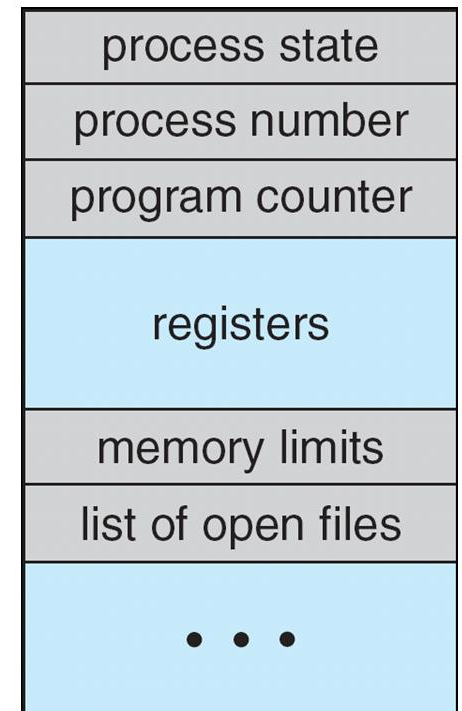 process state
process number
program counter
registers
memory limits
list of open files
• • •